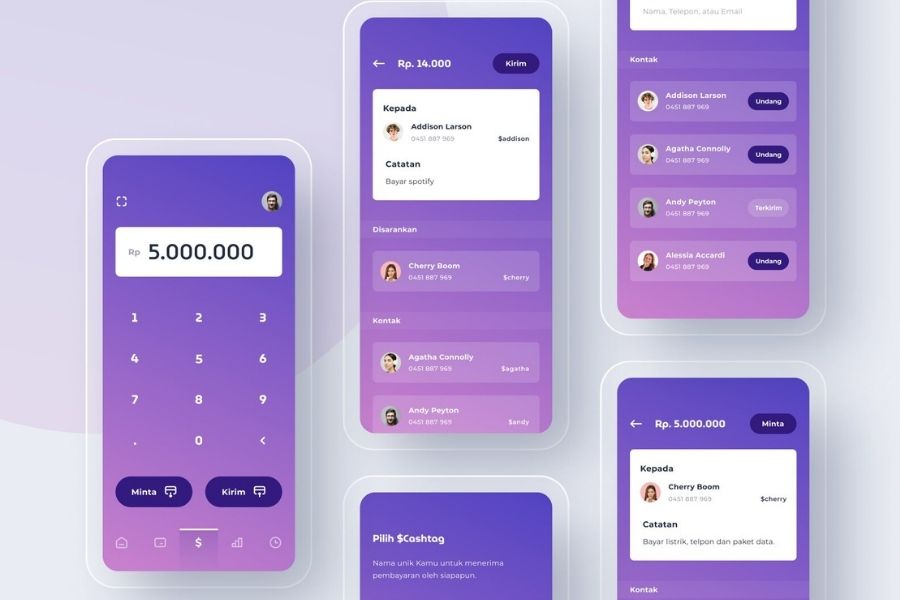 Rp 5.000.000
1 2 3
4 5 6
7 8 9
. 0 <
Minta
Kirim
$
Rp. 14.000
Kirim
Kepada
Addison Larson
0451 887 969
$addison
Catatan
Bayar spotify
Disarankan
Cherry Boom
0451 887 969
$cherry
Kontak
Agatha Connolly
0451 887 969
$agatha
Andy Peyton
0451 887 969
$andy
Pilih $Cashtag
Nama unik Kamu untuk menerima
pembayaran oleh siapapun.
Nama, Telepon, atau Email
Kontak
Addison Larson
0451 887 969
Undang
Agatha Connolly
0451 887 969
Undang
Andy Peyton
0451 887 969
Terkirim
Alessia Accardi
0451 887 969
Undang
Rp. 5.000.000
Minta
Kepada
Cherry Boom
0451 887 969
$cherry
Catatan
Bayar listrik, telpon dan paket data.
Kontak